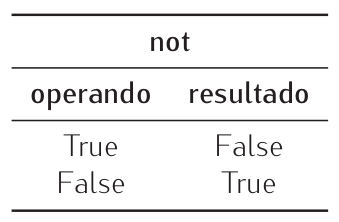 not
operando resultado
True False
False True